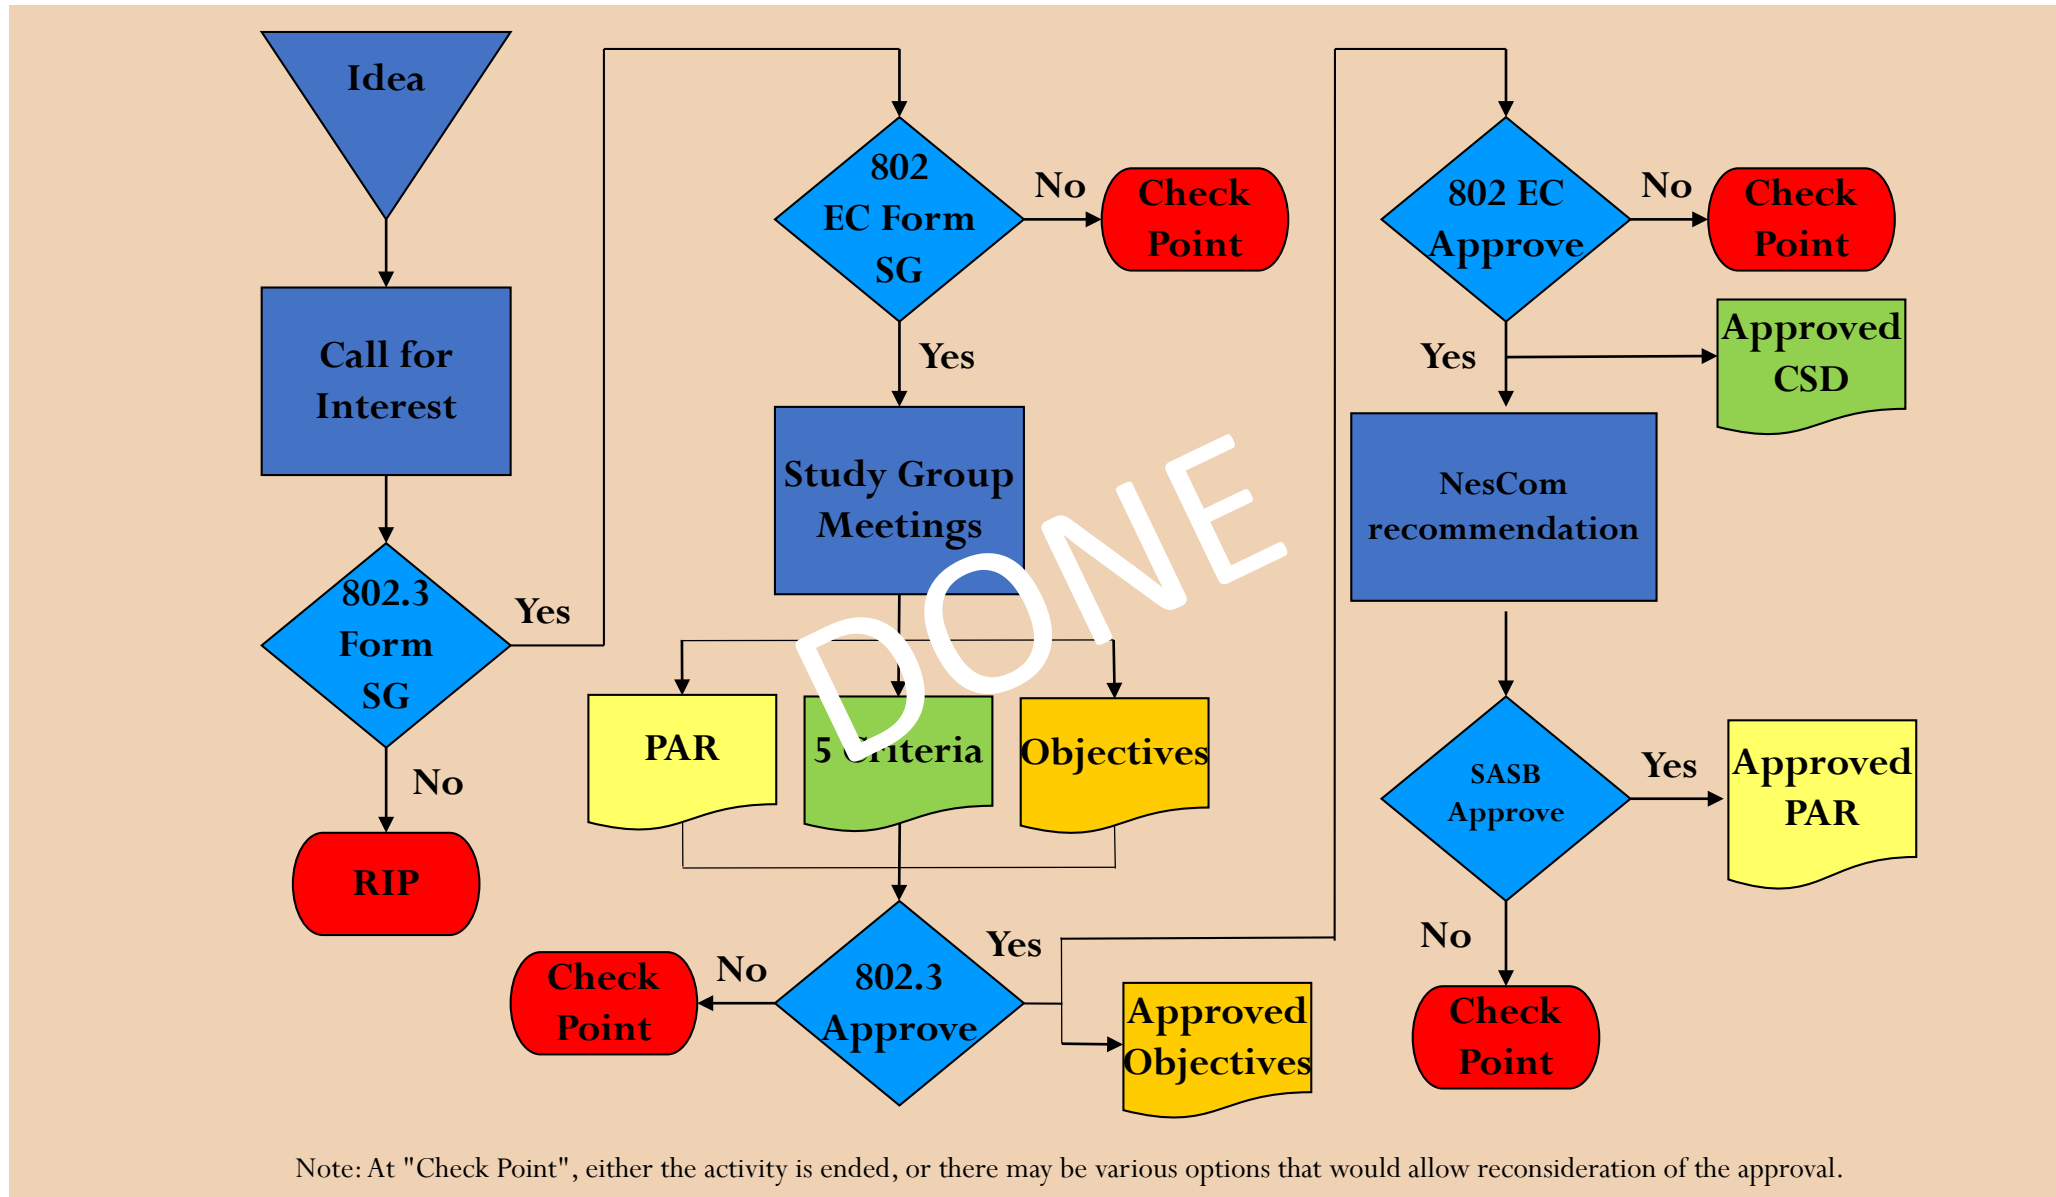 Idea
Call for
Interest
802.3
Form
SG
Yes
No
RIP
802
EC Form
SG
No
Check
Point
Yes
Study Group
Meetings
PAR
5 Criteria
Objectives
802.3
Approve
No
Check
Point
Yes
Approved
Objectives
802 EC
Approve
No
Check
Point
Yes
Approved
CSD
NesCom
recommendation
SASB
Approve
Yes
Approved
PAR
No
Check
Point
DONE
Note: At "Check Point", either the activity is ended, or there may be various options that would allow reconsideration of the approval.